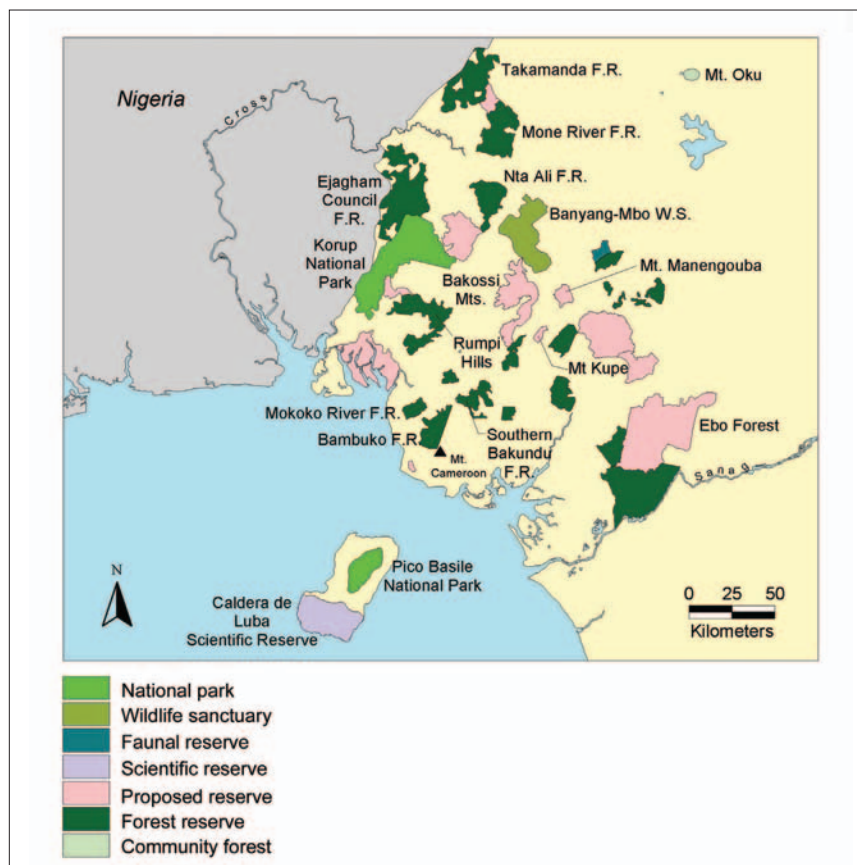 Nigeria
Cross
Takamanda F.R.
Mt. Oku
Mone River F.R.
Ejagham
Council
F.R.
Nta Ali F.R.
Banyang-Mbo W.S.
Korup
National
Park
Bakossi
Mts.
Mt. Manengouba
Rumpi
Hills
Mt Kupe
Mokoko River F.R.
Bambuko F.R.
Southern
Bakundu
F.R.
Ebo Forest
Mt.
Cameroon
Sanag
N
Pico Basile
National Park
Caldera de
Luba
Scientific Reserve
0 25 50
Kilometers
National park
Wildlife sanctuary
Faunal reserve
Scientific reserve
Proposed reserve
Forest reserve
Community forest